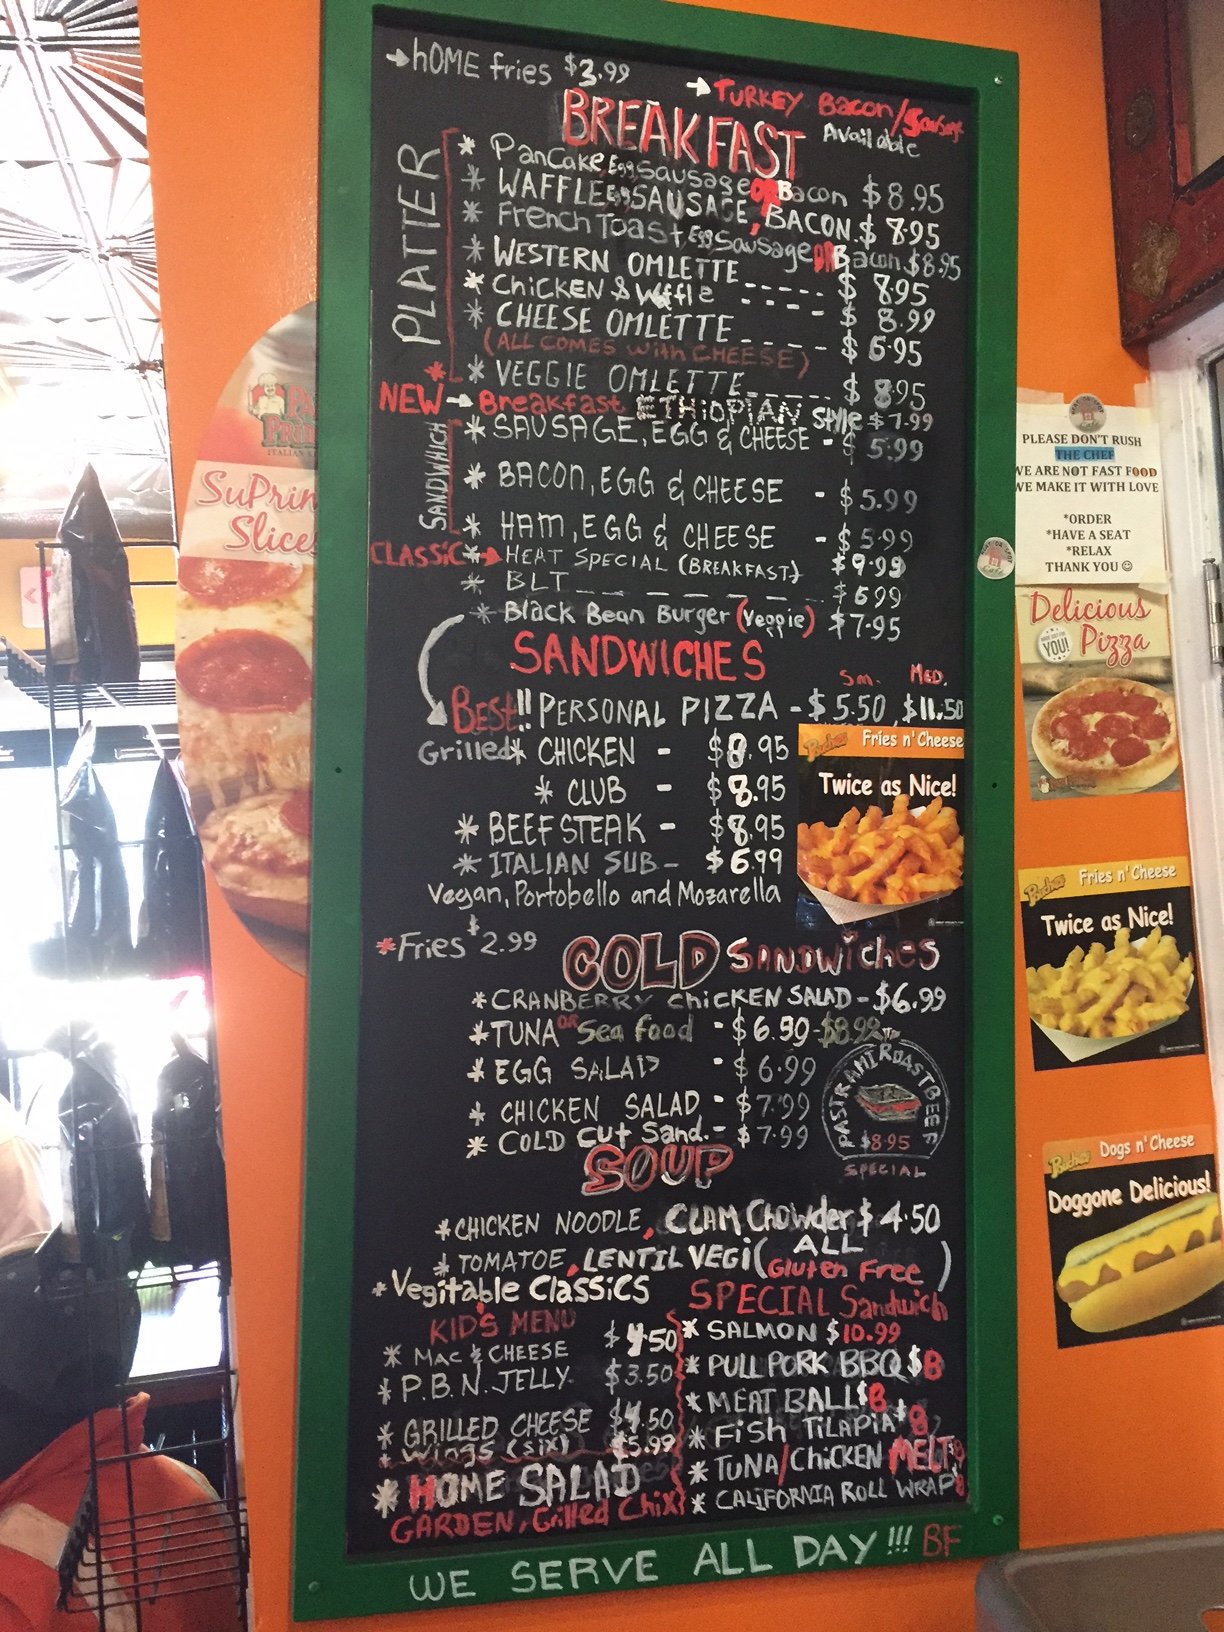 →hOME fries $3.99
→TURKEY Bacon/Sausage
Available
BREAKFAST
PLATTER
* PanCake, Egg Sausage OR Bacon $8.95
* WAFFLE, Egg SAUSAGE, BACON. $8.95
* French Toast, Egg Sausage OR Bacon $8.95
* WESTERN OMLETTE ----- $ 8.95
* ChiCKEN & Waffle --- $ 8.99
* CHEESE OMLETTE ---- $ 6.95
(ALL COMES with CHEESE)
* VEGGIE OMLETTE ----- $ 8.95
NEW → Breakfast ETHIOPIAN Style $7.99
SANDWHICH
* SAUSAGE, EGG & CHEESE - $ 5.99
* BACON, EGG & CHEESE - $5.99
* HAM, EGG & CHEESE - $5.99
CLASSiC*→ HEAT SPECIAL (BREAKFAST) $9.99
* BLT _ _ _ _ _ _ $6.99
* Black Bean Burger (Veggie) $7.95
SANDWICHES
Sm. MED.
BEST!! PERSONAL PIZZA - $5.50 $11.50
Grilled* CHICKEN - $8.95
* CLUB - $8.95
* BEEF STEAK - $8.95
* ITALIAN SUB - $6.99
Vegan, Portobello and Mozarella
*Fries $2.99
COLD SANDWiches
*CRANBERRY chicKEN SALAD - $6.99
*TUNA OR Sea food - $6.99-$8.99
* EGG SALAD - $6.99
* CHICKEN SALAD - $7.99
* COLD CUT Sand. - $7.99
PASTRAMI ROAST BEEF
$8.95
SPECIAL
SOUP
*CHICKEN NOODLE, CLAM CHOWder $4.50
* TOMATOE, LENTIL VEGI (ALL
Gluten Free)
*Vegitable ClassiCS
KID'S MENU
* MAC & CHEESE $4.50
* P.B.N. JELLY $3.50
* GRILLED CHEESE $4.50
* Wings (six) $5.99
* HOME SALAD
GARDEN, Grilled ChiX
SPECIAL Sandwich
* SALMON $10.99
* PULL PORK BBQ $8
* MEAT BALL $8
* FiSH TILAPIA $8
* TUNA/ChiCKEN MELT $8
* CALIFORNIA ROLL WRAP $8
WE SERVE ALL DAY!!! BF
SuPrim
Slices
Fries n' Cheese
Twice as Nice!
PLEASE DON'T RUSH
THE CHEF
WE ARE NOT FAST FOOD
WE MAKE IT WITH LOVE
*ORDER
*HAVE A SEAT
*RELAX
THANK YOU ☺
Delicious
Pizza
MADE JUST FOR
YOU!
Fries n' Cheese
Twice as Nice!
Dogs n' Cheese
Doggone Delicious!